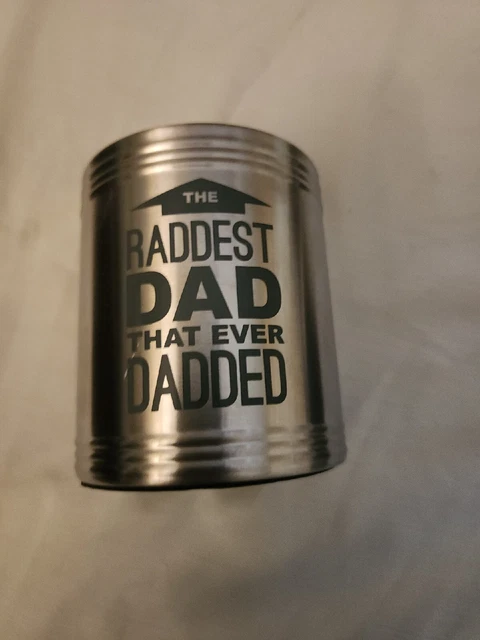 THE
RADDEST
DAD
THAT EVER
DADDED